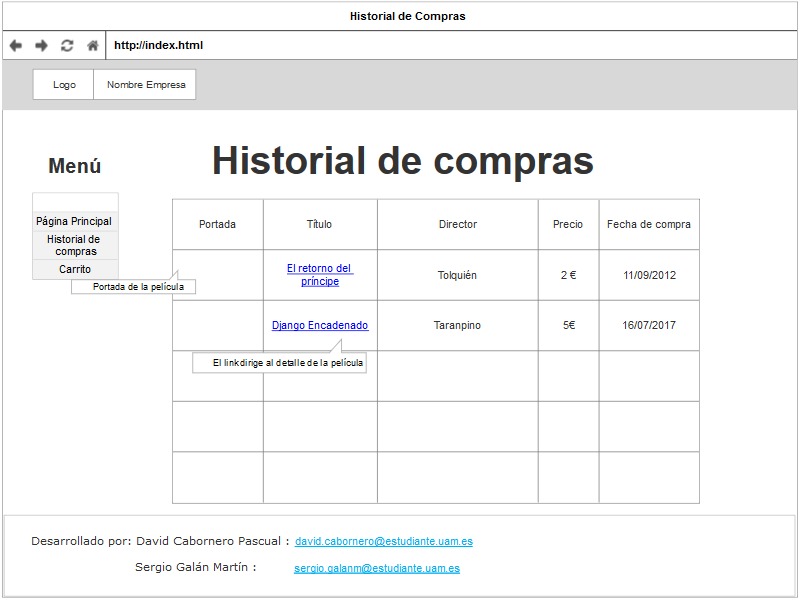 Historial de Compras
http://index.html
Logo Nombre Empresa
Historial de compras
Menú
Página Principal
Historial de
compras
Carrito
Portada de la película
Portada Título Director Precio Fecha de compra
El retorno del
príncipe
Tolquién 2 € 11/09/2012
Django Encadenado Taranpino 5€ 16/07/2017
El linkdirige al detalle de la película
Desarrollado por: David Cabornero Pascual : david.cabornero@estudiante.uam.es
Sergio Galán Martín : sergio.galanm@estudiante.uam.es